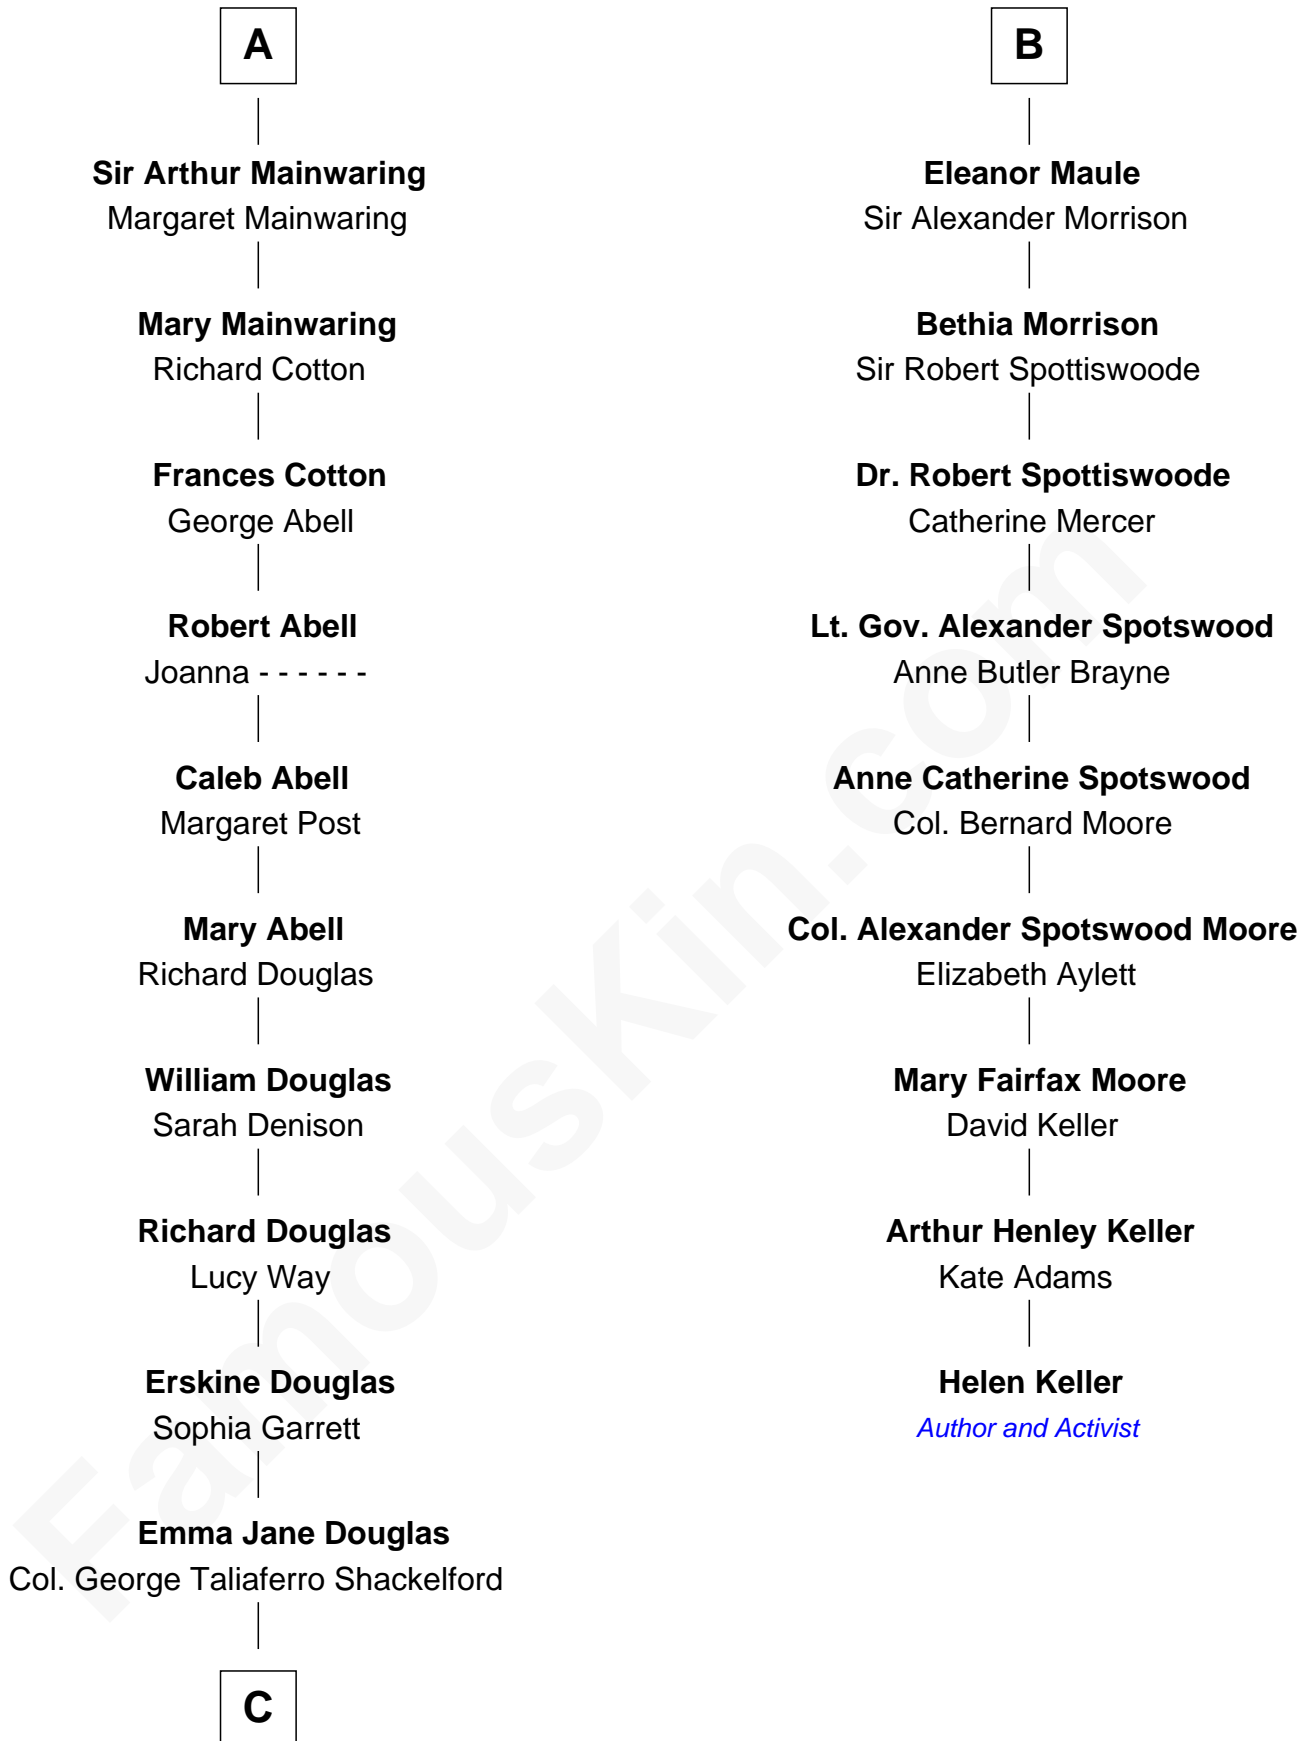 A
Sir Arthur Mainwaring
Margaret Mainwaring
Mary Mainwaring
Richard Cotton
Frances Cotton
George Abell
Robert Abell
Joanna - - - - - -
Caleb Abell
Margaret Post
Mary Abell
Richard Douglas
William Douglas
Sarah Denison
Richard Douglas
Lucy Way
Erskine Douglas
Sophia Garrett
Emma Jane Douglas
Col. George Taliaferro Shackelford
C
B
Eleanor Maule
Sir Alexander Morrison
Bethia Morrison
Sir Robert Spottiswoode
Dr. Robert Spottiswoode
Catherine Mercer
Lt. Gov. Alexander Spotswood
Anne Butler Brayne
Anne Catherine Spotswood
Col. Bernard Moore
Col. Alexander Spotswood Moore
Elizabeth Aylett
Mary Fairfax Moore
David Keller
Arthur Henley Keller
Kate Adams
Helen Keller
Author and Activist
FamousKin.com